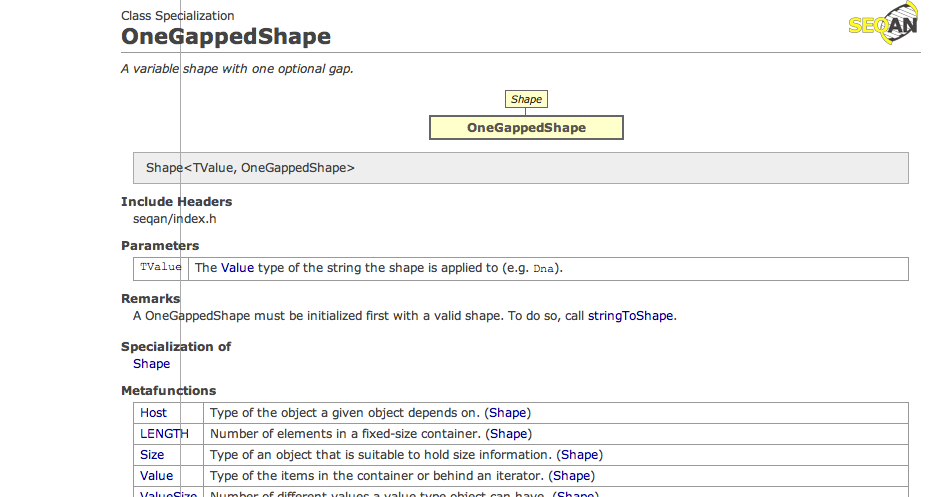 Class Specialization
SEQAN
OneGappedShape
A variable shape with one optional gap.
Shape
OneGappedShape
Shape<TValue, OneGappedShape>
Include Headers
seqan/index.h
Parameters
TValue The Value type of the string the shape is applied to (e.g. Dna).
Remarks
A OneGappedShape must be initialized first with a valid shape. To do so, call stringToShape.
Specialization of
Shape
Metafunctions
Host Type of the object a given object depends on. (Shape)
LENGTH Number of elements in a fixed-size container. (Shape)
Size Type of an object that is suitable to hold size information. (Shape)
Value Type of the items in the container or behind an iterator. (Shape)
ValueSize Number of different values a value type object can have. (Shape)